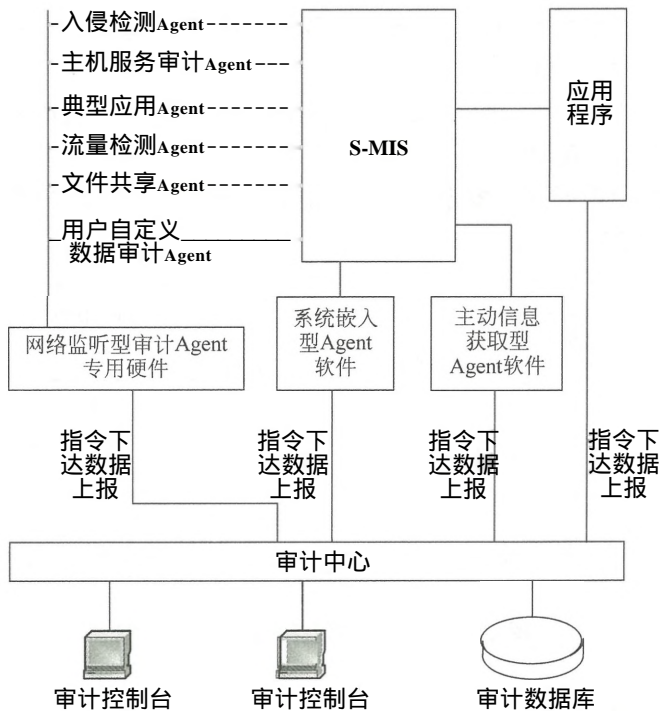 入侵检测Agent
主机服务审计Agent
典型应用Agent
流量检测Agent
文件共享Agent
用户自定义
数据审计Agent
S-MIS
应用
程序
网络监听型审计Agent
专用硬件
系统嵌入
型Agent
软件
主动信息
获取型
Agent软件
指令下
达数据
上报
指令下
达数据
上报
指令下
达数据
上报
指令下
达数据
上报
审计中心
审计控制台
审计控制台
审计数据库